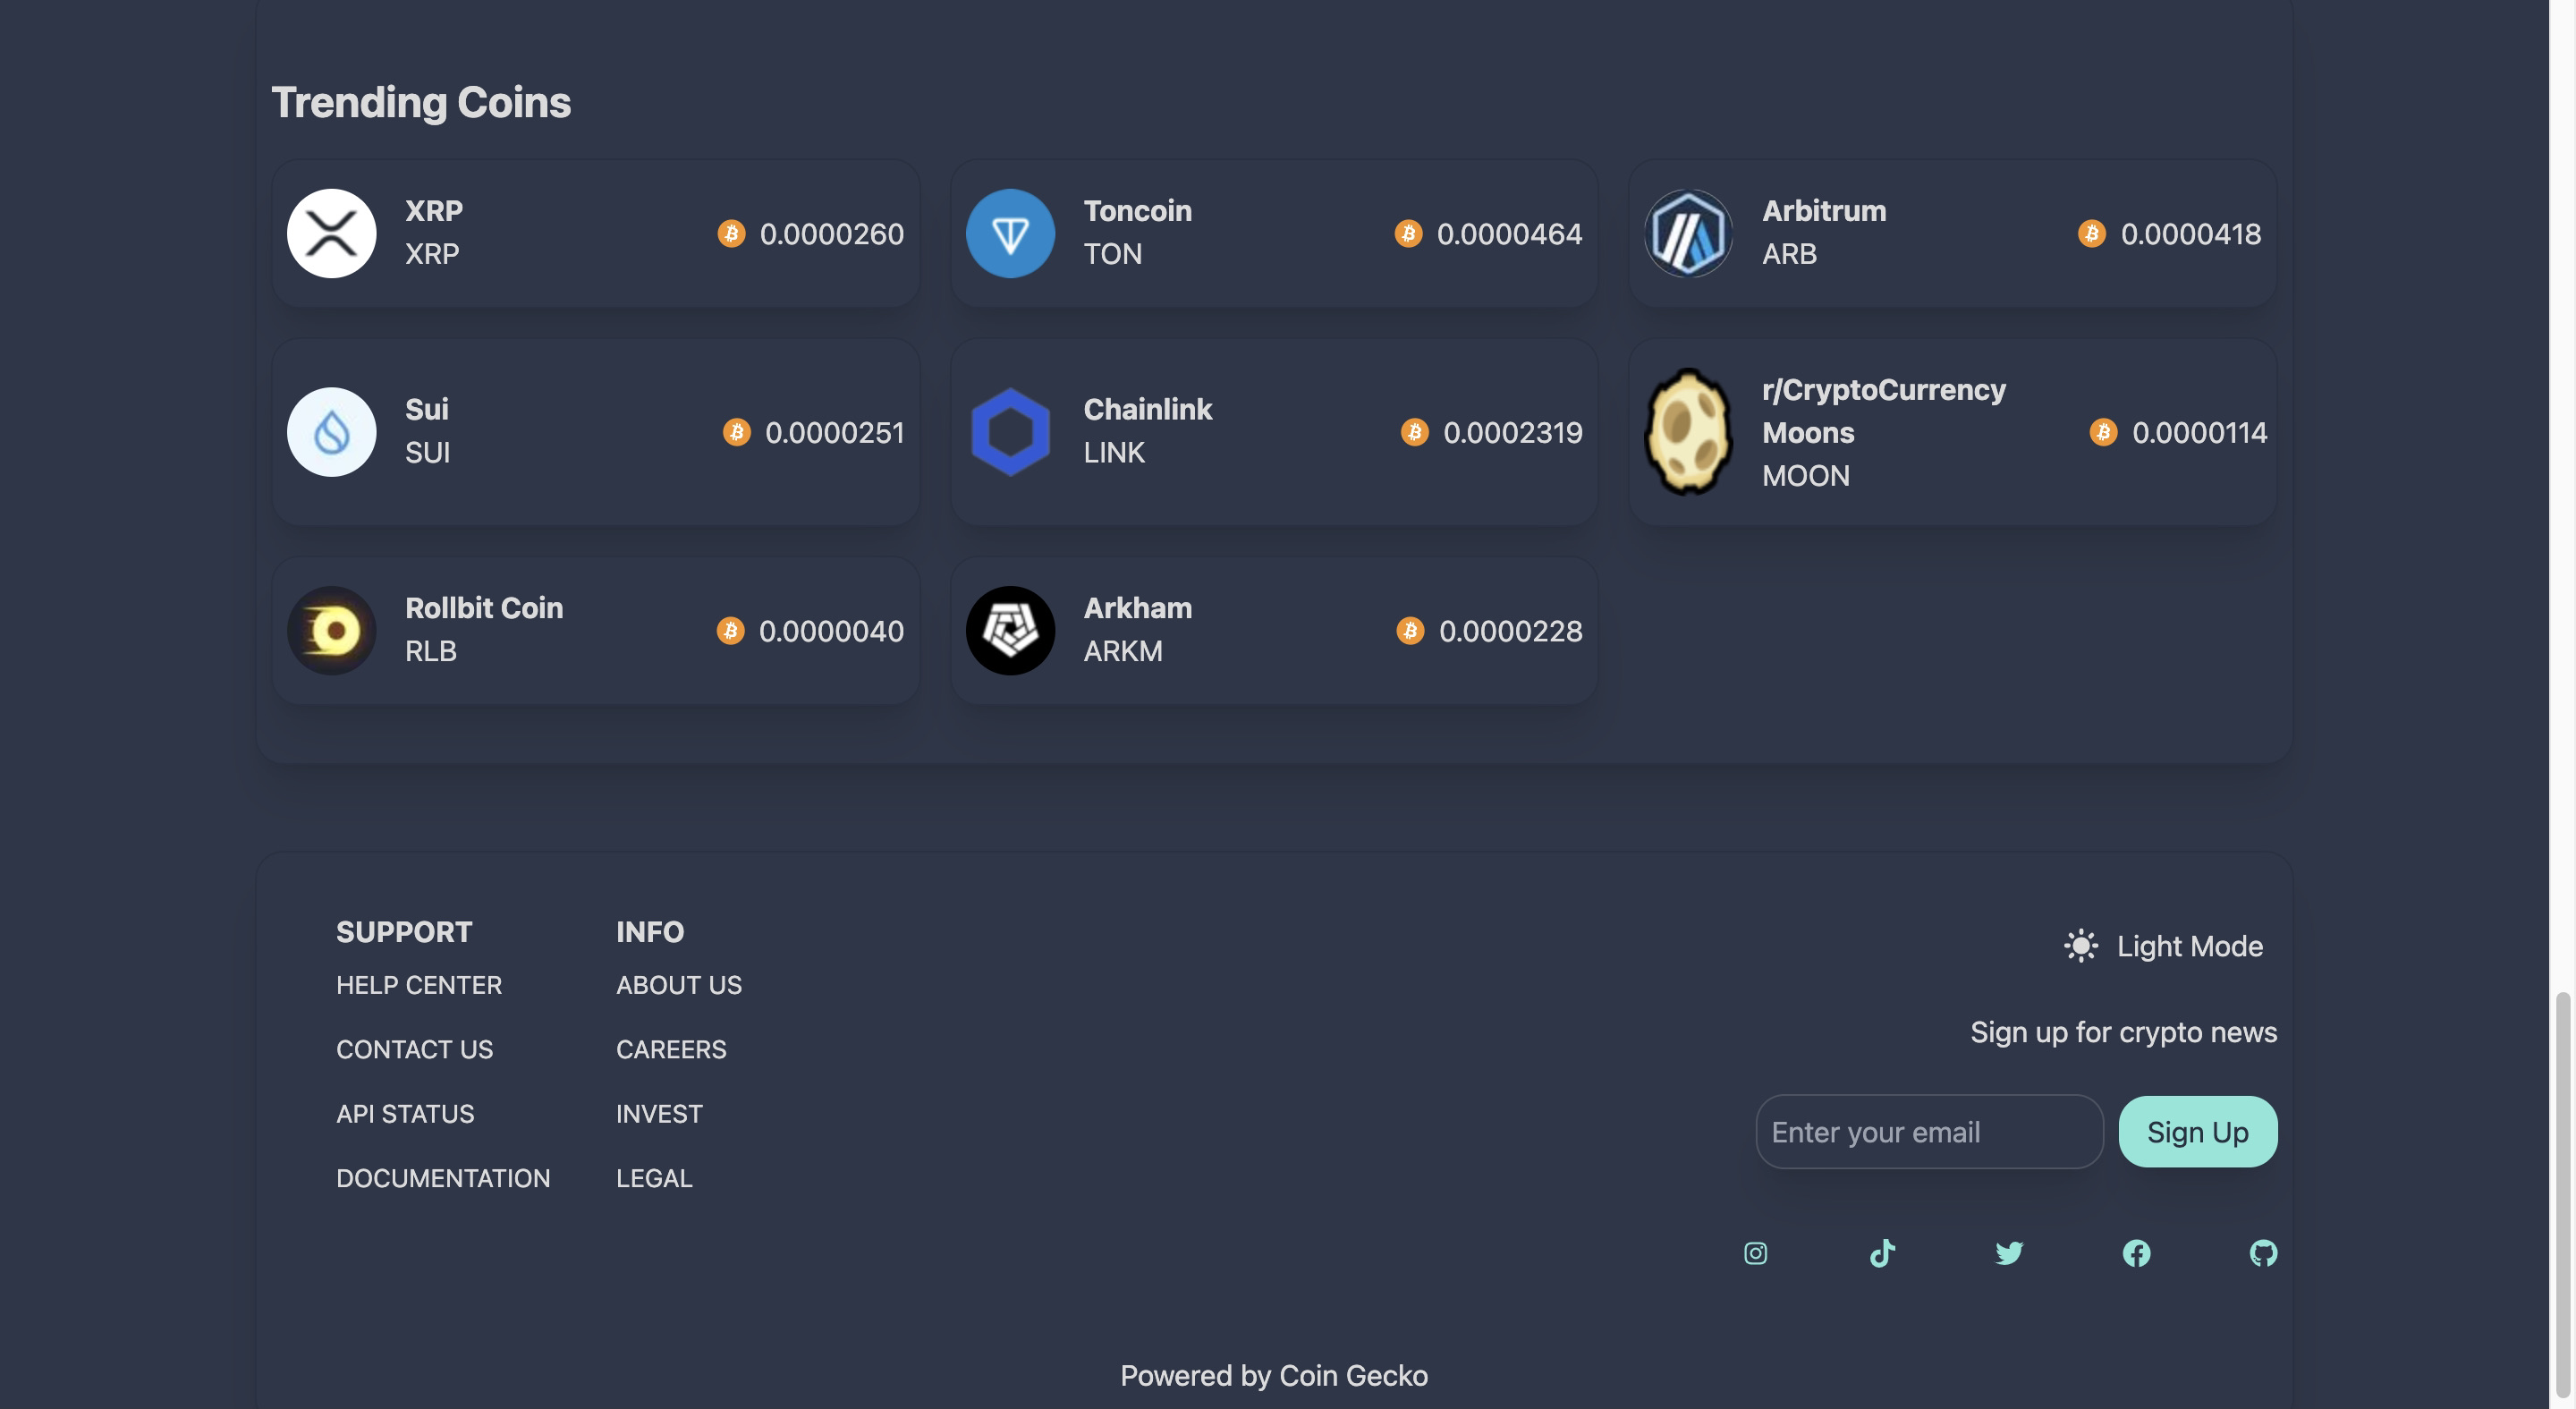 Trending Coins
XRP
XRP
0.0000260
Toncoin
TON
0.0000464
Arbitrum
ARB
0.0000418
Sui
SUI
0.0000251
Chainlink
LINK
0.0002319
r/CryptoCurrency
Moons
MOON
0.0000114
Rollbit Coin
RLB
0.0000040
Arkham
ARKM
0.0000228
SUPPORT
HELP CENTER
CONTACT US
API STATUS
DOCUMENTATION
INFO
ABOUT US
CAREERS
INVEST
LEGAL
Light Mode
Sign up for crypto news
Enter your email
Sign Up
Powered by Coin Gecko